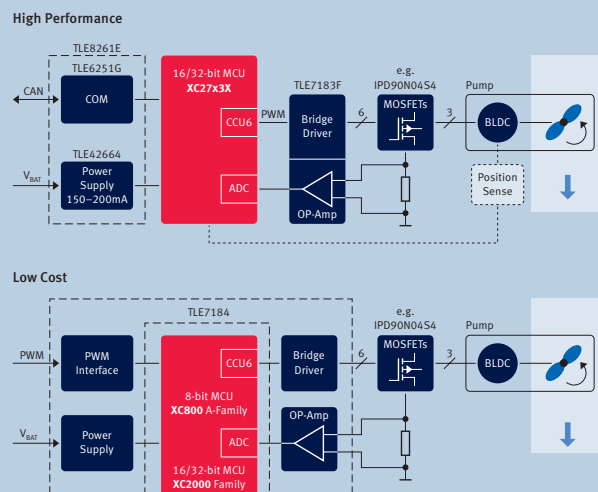 High Performance
TLE8261E
TLE6251G
CAN
COM
TLE42664
V_BAT
Power
Supply
150–200mA
16/32-bit MCU
XC27x3X
CCU6
ADC
PWM
TLE7183F
Bridge
Driver
OP-Amp
6
e.g.
IPD90N04S4
MOSFETs
3
Pump
BLDC
Position
Sense
Low Cost
TLE7184
PWM
PWM
Interface
V_BAT
Power
Supply
CCU6
8-bit MCU
XC800 A-Family
ADC
16/32-bit MCU
XC2000 Family
Bridge
Driver
OP-Amp
6
e.g.
IPD90N04S4
MOSFETs
3
Pump
BLDC